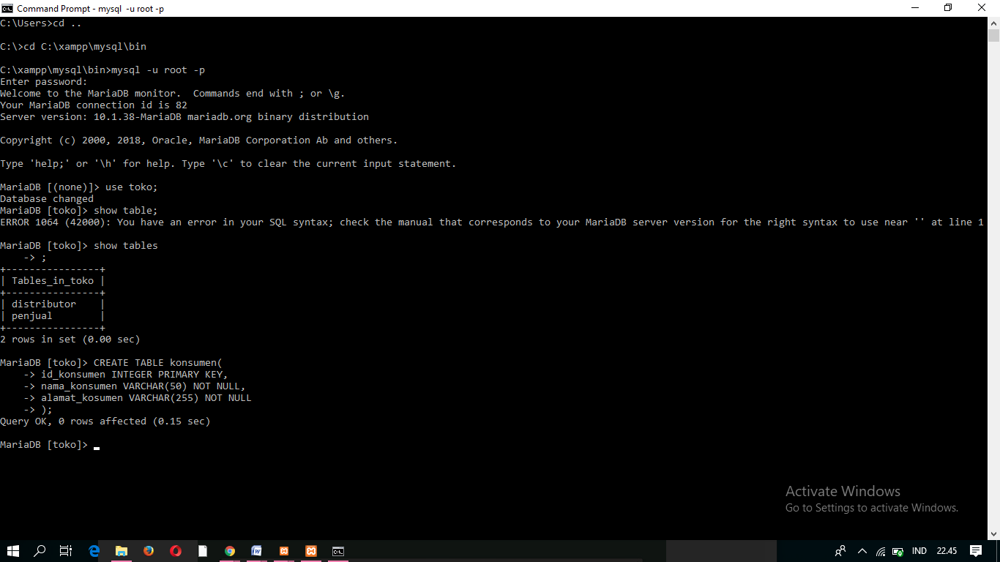 Command Prompt - mysql  -u root -p
C:\Users>cd ..
C:\>cd C:\xampp\mysql\bin
C:\xampp\mysql\bin>mysql -u root -p
Enter password:
Welcome to the MariaDB monitor.  Commands end with ; or \g.
Your MariaDB connection id is 82
Server version: 10.1.38-MariaDB mariadb.org binary distribution
Copyright (c) 2000, 2018, Oracle, MariaDB Corporation Ab and others.
Type 'help;' or '\h' for help. Type '\c' to clear the current input statement.
MariaDB [(none)]> use toko;
Database changed
MariaDB [toko]> show table;
ERROR 1064 (42000): You have an error in your SQL syntax; check the manual that corresponds to your MariaDB server version for the right syntax to use near '' at line 1
MariaDB [toko]> show tables
    -> ;
+----------------+
| Tables_in_toko |
+----------------+
| distributor    |
| penjual        |
+----------------+
2 rows in set (0.00 sec)
MariaDB [toko]> CREATE TABLE konsumen(
    -> id_konsumen INTEGER PRIMARY KEY,
    -> nama_konsumen VARCHAR(50) NOT NULL,
    -> alamat_kosumen VARCHAR(255) NOT NULL
    -> );
Query OK, 0 rows affected (0.15 sec)
MariaDB [toko]>
Activate Windows
Go to Settings to activate Windows.
IND 22.45